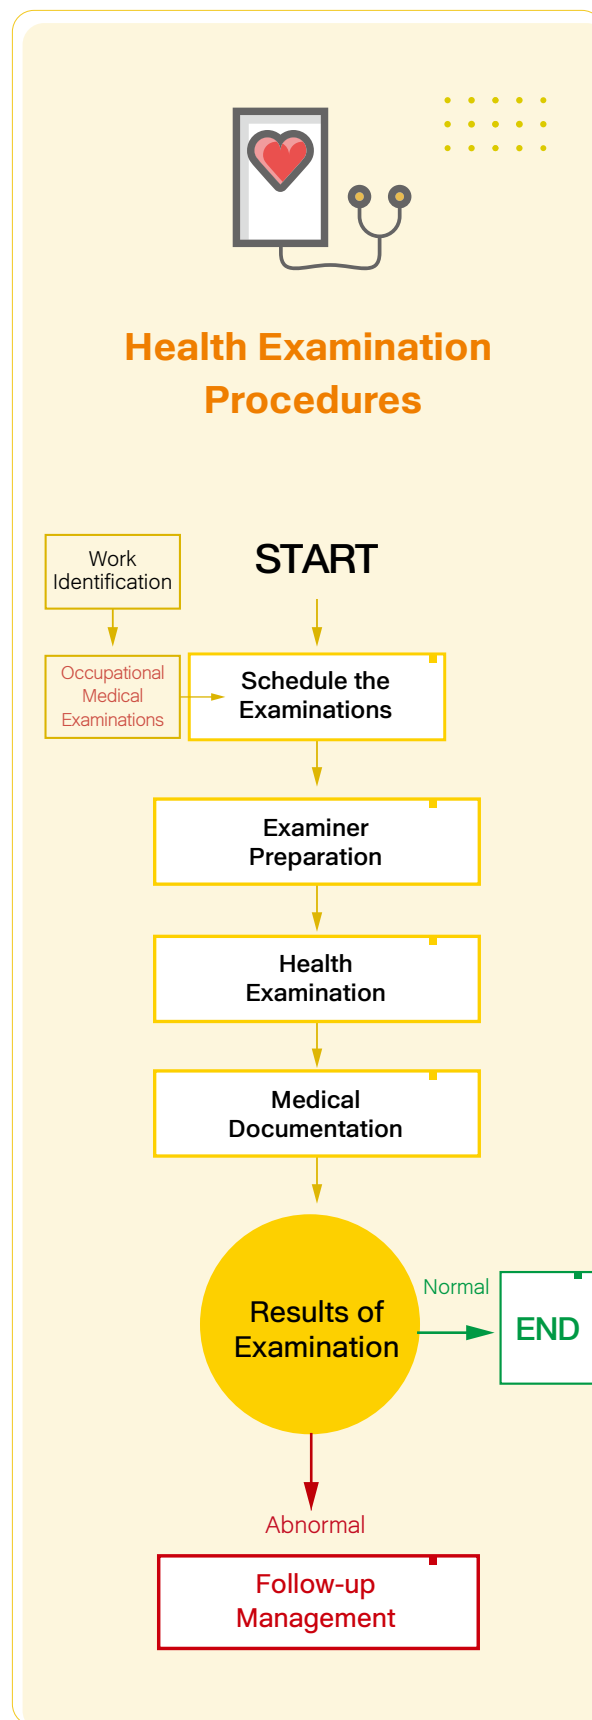 Health Examination
Procedures
Work
Identification
START
Occupational
Medical
Examinations
Schedule the
Examinations
Examiner
Preparation
Health
Examination
Medical
Documentation
Results of
Examination
Normal
END
Abnormal
Follow-up
Management